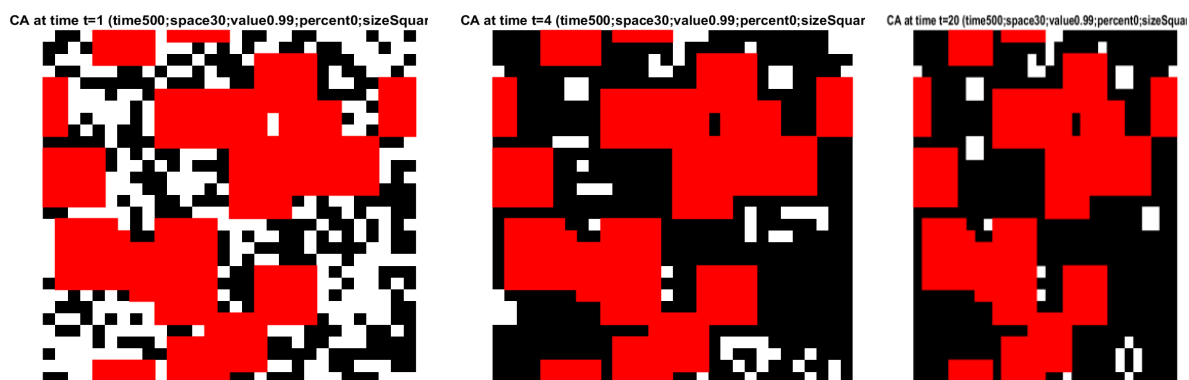 CA at time t=1 (time500;space30;value0.99;percent0;sizeSquar
CA at time t=4 (time500;space30;value0.99;percent0;sizeSquar
CA at time t=20 (time500;space30;value0.99;percent0;sizeSquar